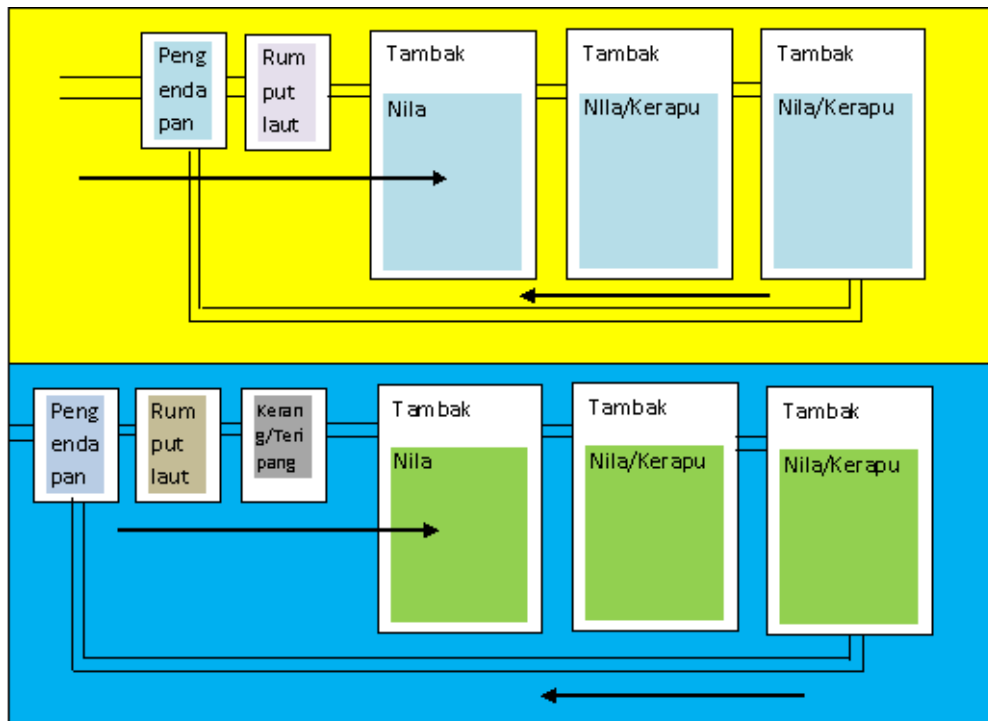 Peng
enda
pan
Rum
put
laut
Tambak
Nila
Tambak
NIla/Kerapu
Tambak
Nila/Kerapu
Peng
enda
pan
Rum
put
laut
Keran
g/Teri
pang
Tambak
Nila
Tambak
Nila/Kerapu
Tambak
Nila/Kerapu